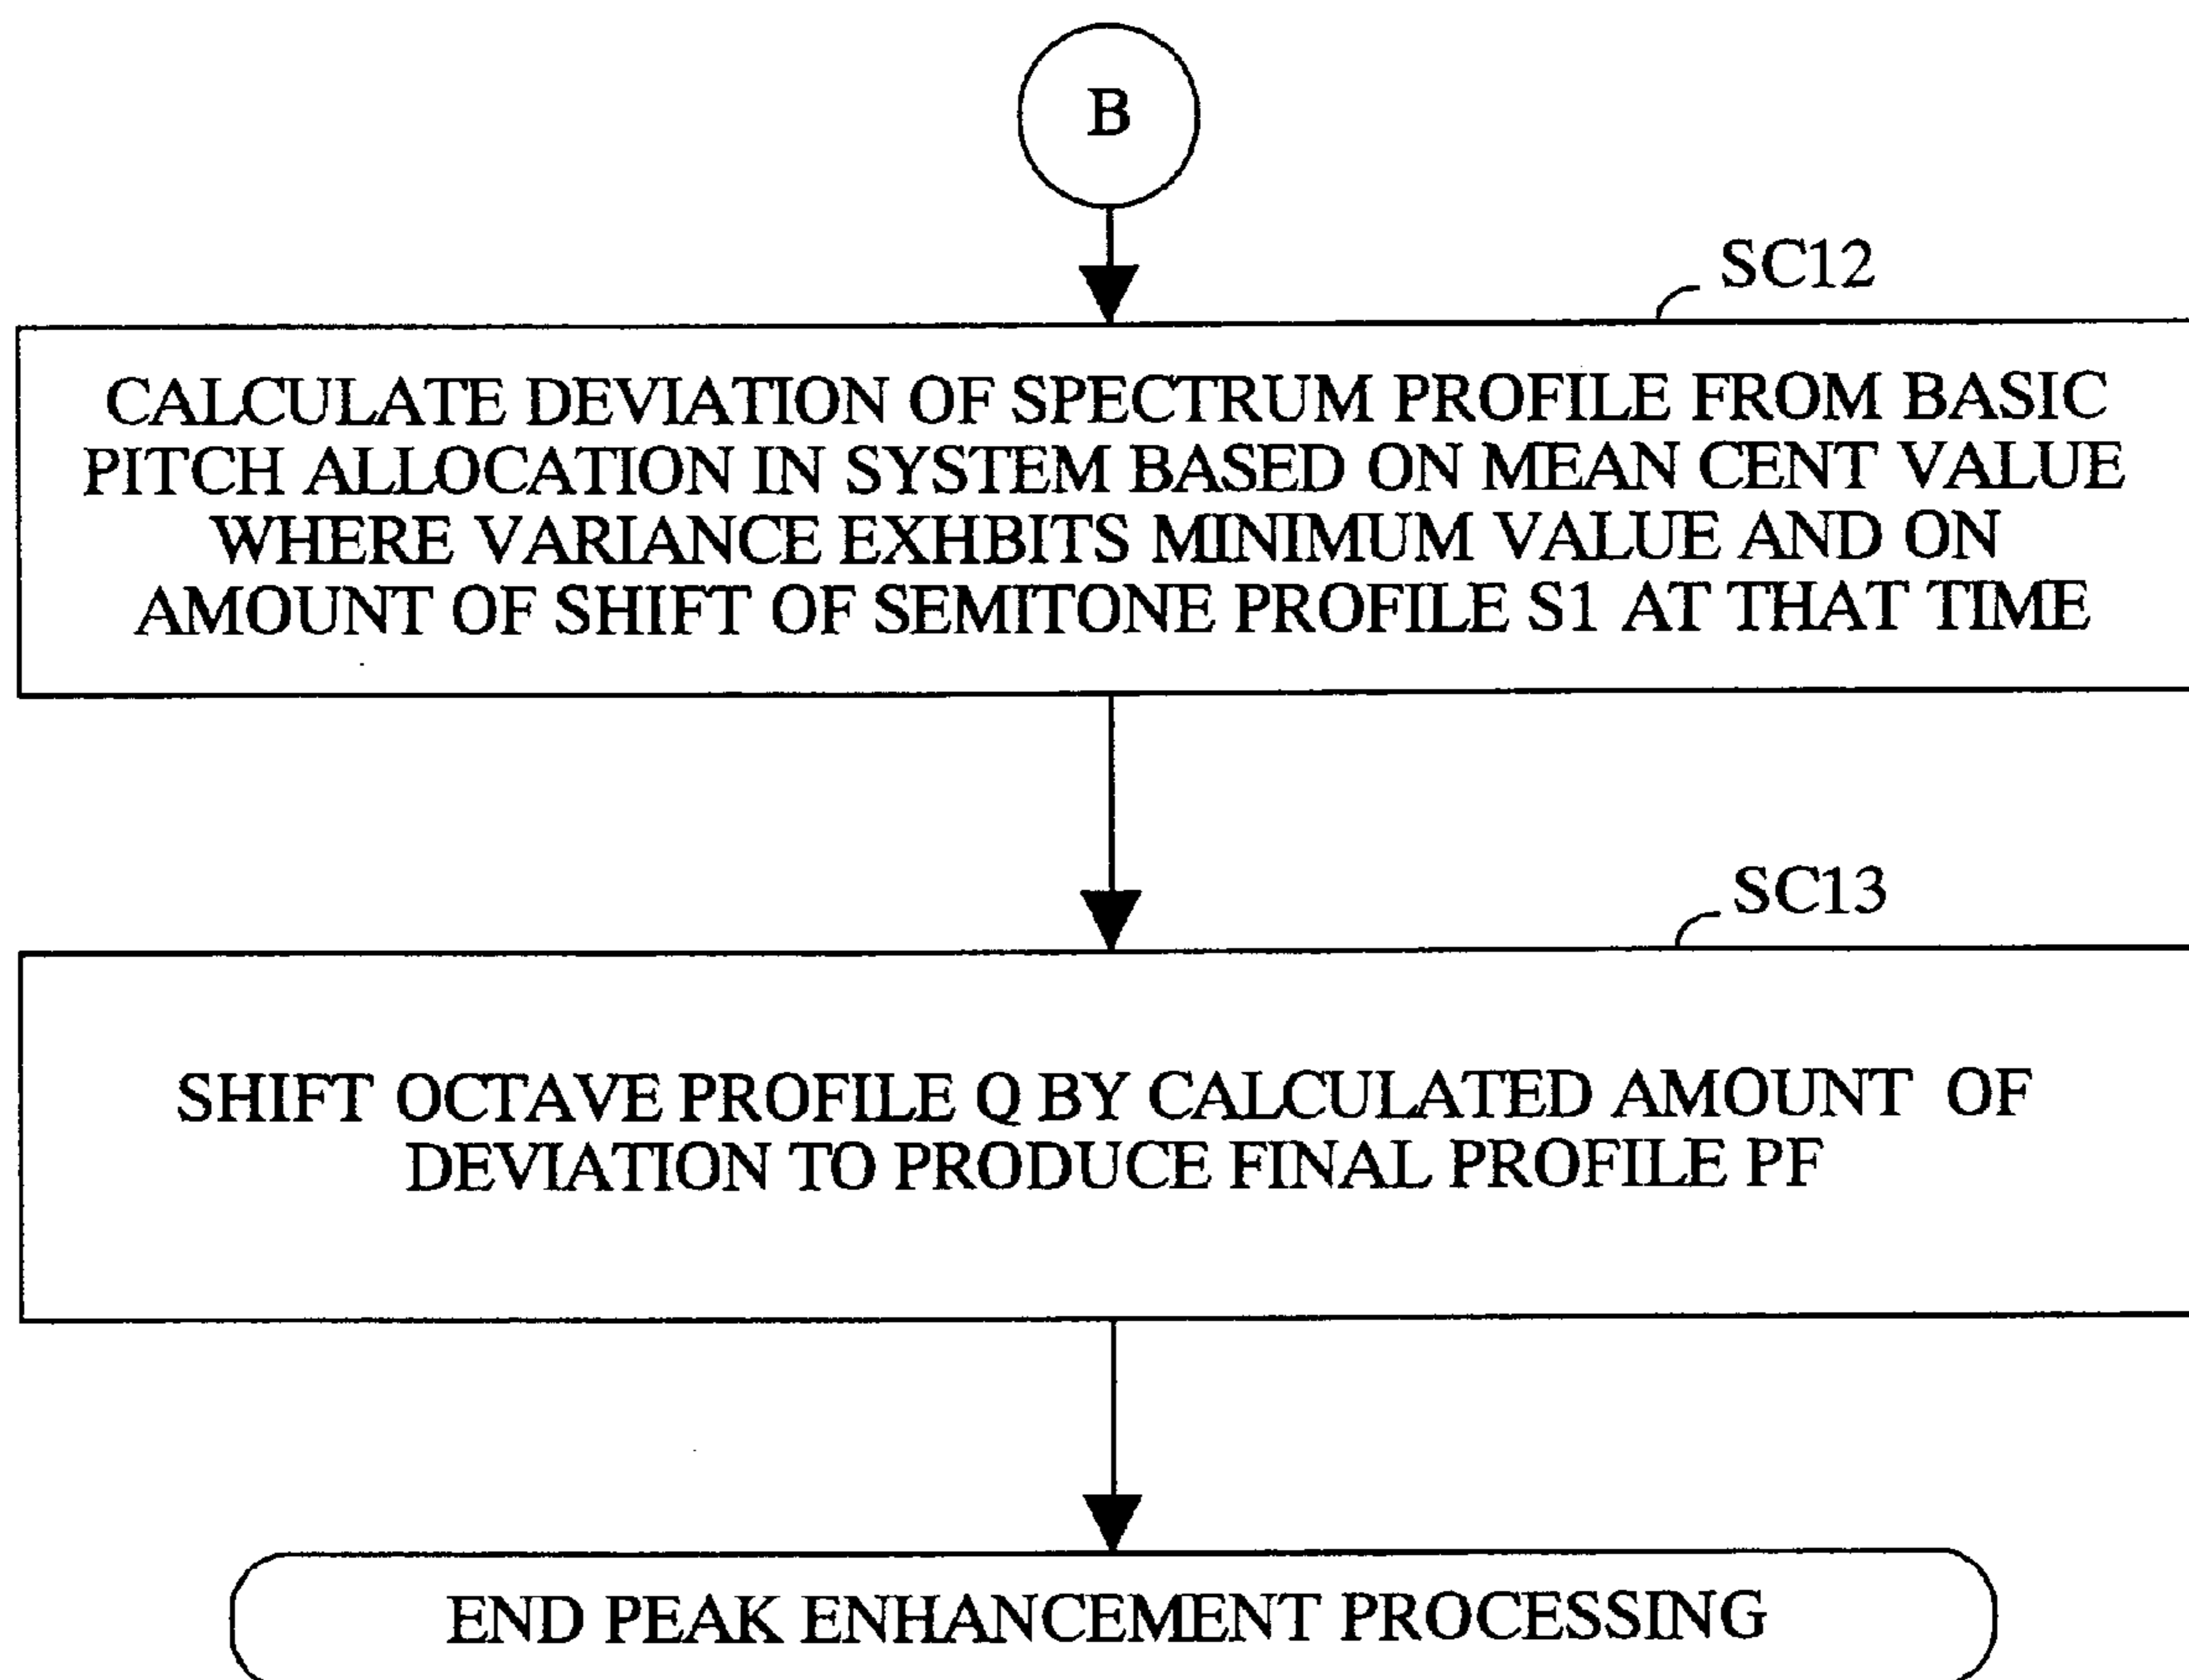 B
SC12
CALCULATE DEVIATION OF SPECTRUM PROFILE FROM BASIC
PITCH ALLOCATION IN SYSTEM BASED ON MEAN CENT VALUE
WHERE VARIANCE EXHBITS MINIMUM VALUE AND ON
AMOUNT OF SHIFT OF SEMITONE PROFILE S1 AT THAT TIME
SC13
SHIFT OCTAVE PROFILE Q BY CALCULATED AMOUNT OF
DEVIATION TO PRODUCE FINAL PROFILE PF
END PEAK ENHANCEMENT PROCESSING